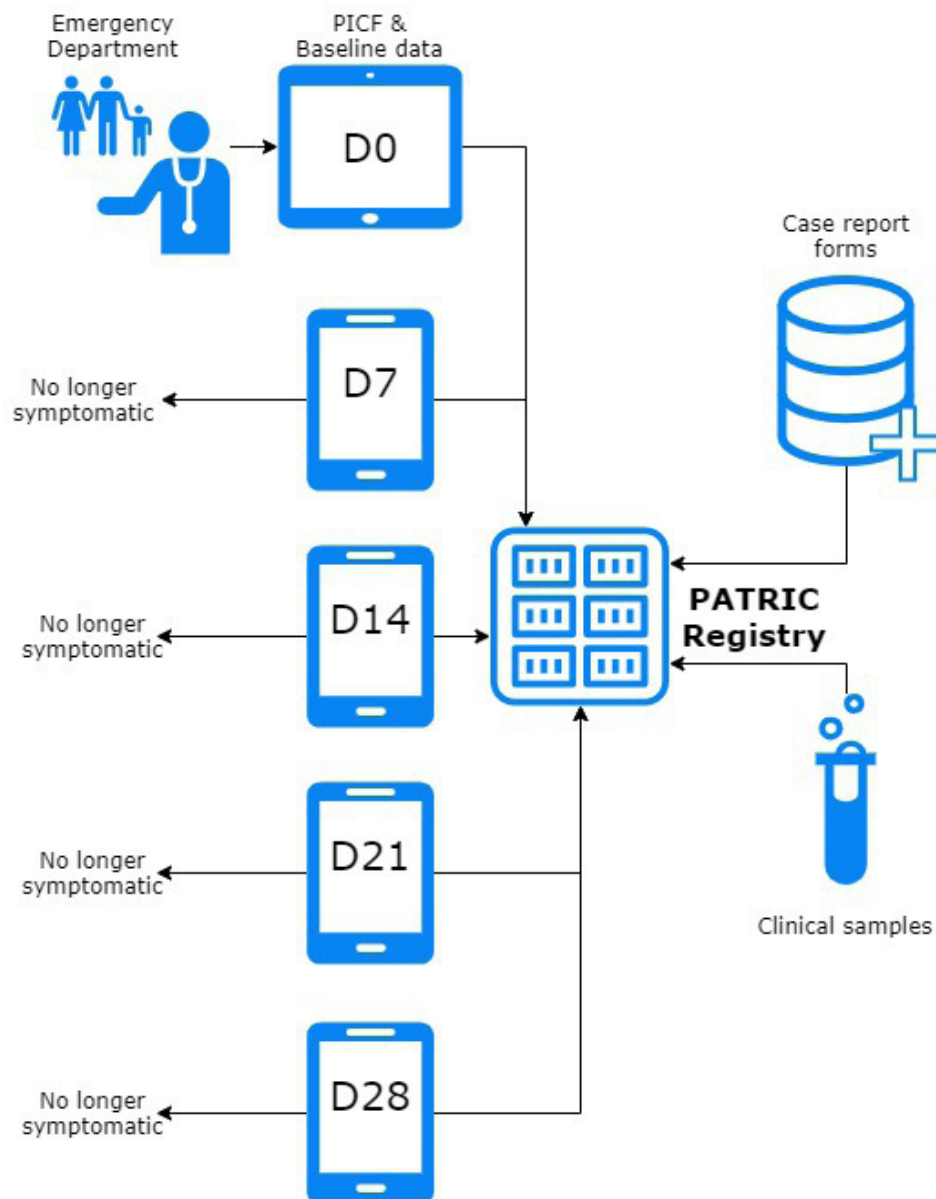 Emergency
Department
PICF &
Baseline data
D0
Case report
forms
D7
No longer
symptomatic
D14
No longer
symptomatic
PATRIC
Registry
D21
No longer
symptomatic
Clinical samples
D28
No longer
symptomatic